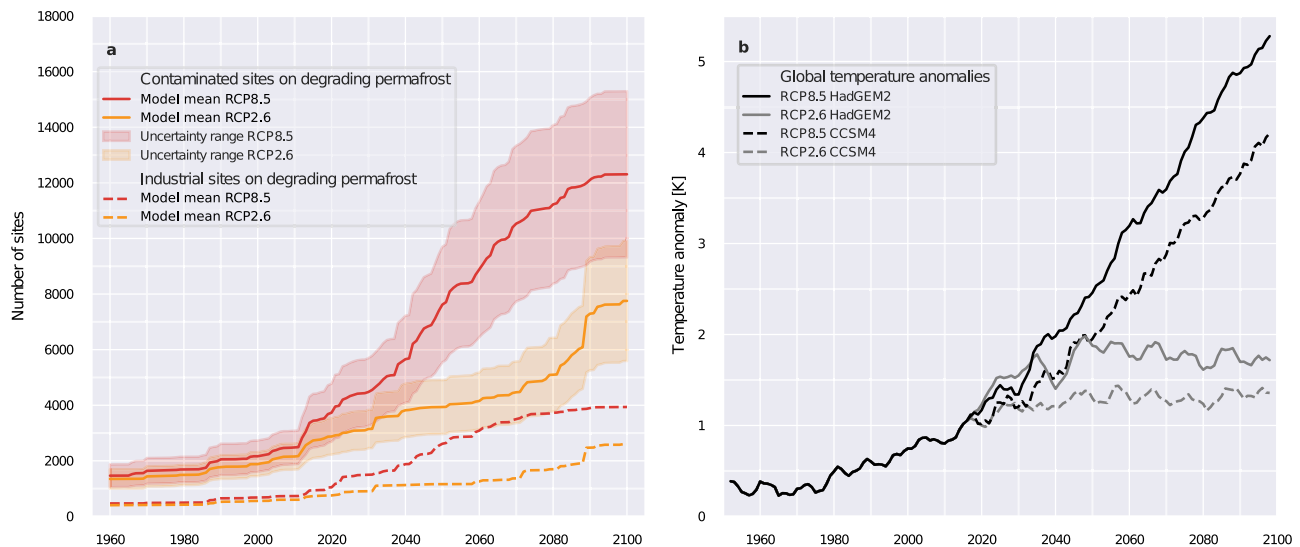 a
Contaminated sites on degrading permafrost
Model mean RCP8.5
Model mean RCP2.6
Uncertainty range RCP8.5
Uncertainty range RCP2.6
Industrial sites on degrading permafrost
Model mean RCP8.5
Model mean RCP2.6
Number of sites
18000
16000
14000
12000
10000
8000
6000
4000
2000
0
1960
1980
2000
2020
2040
2060
2080
2100
b
Global temperature anomalies
RCP8.5 HadGEM2
RCP2.6 HadGEM2
RCP8.5 CCSM4
RCP2.6 CCSM4
Temperature anomaly [K]
5
4
3
2
1
0
1960
1980
2000
2020
2040
2060
2080
2100